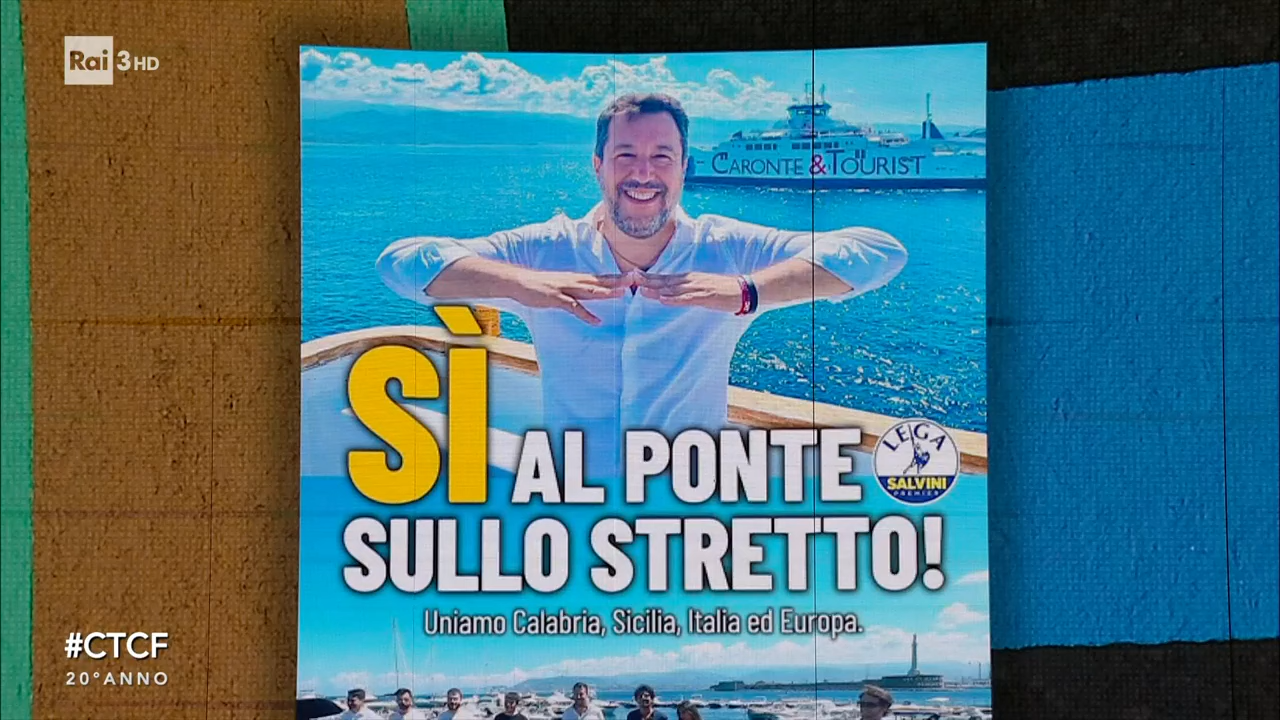 Rai 3HD
CARONTE & TOURIST
SÌ AL PONTE
LEGA
SALVINI
PREMIER
SULLO STRETTO!
Uniamo Calabria, Sicilia, Italia ed Europa.
#CTCF
20°ANNO